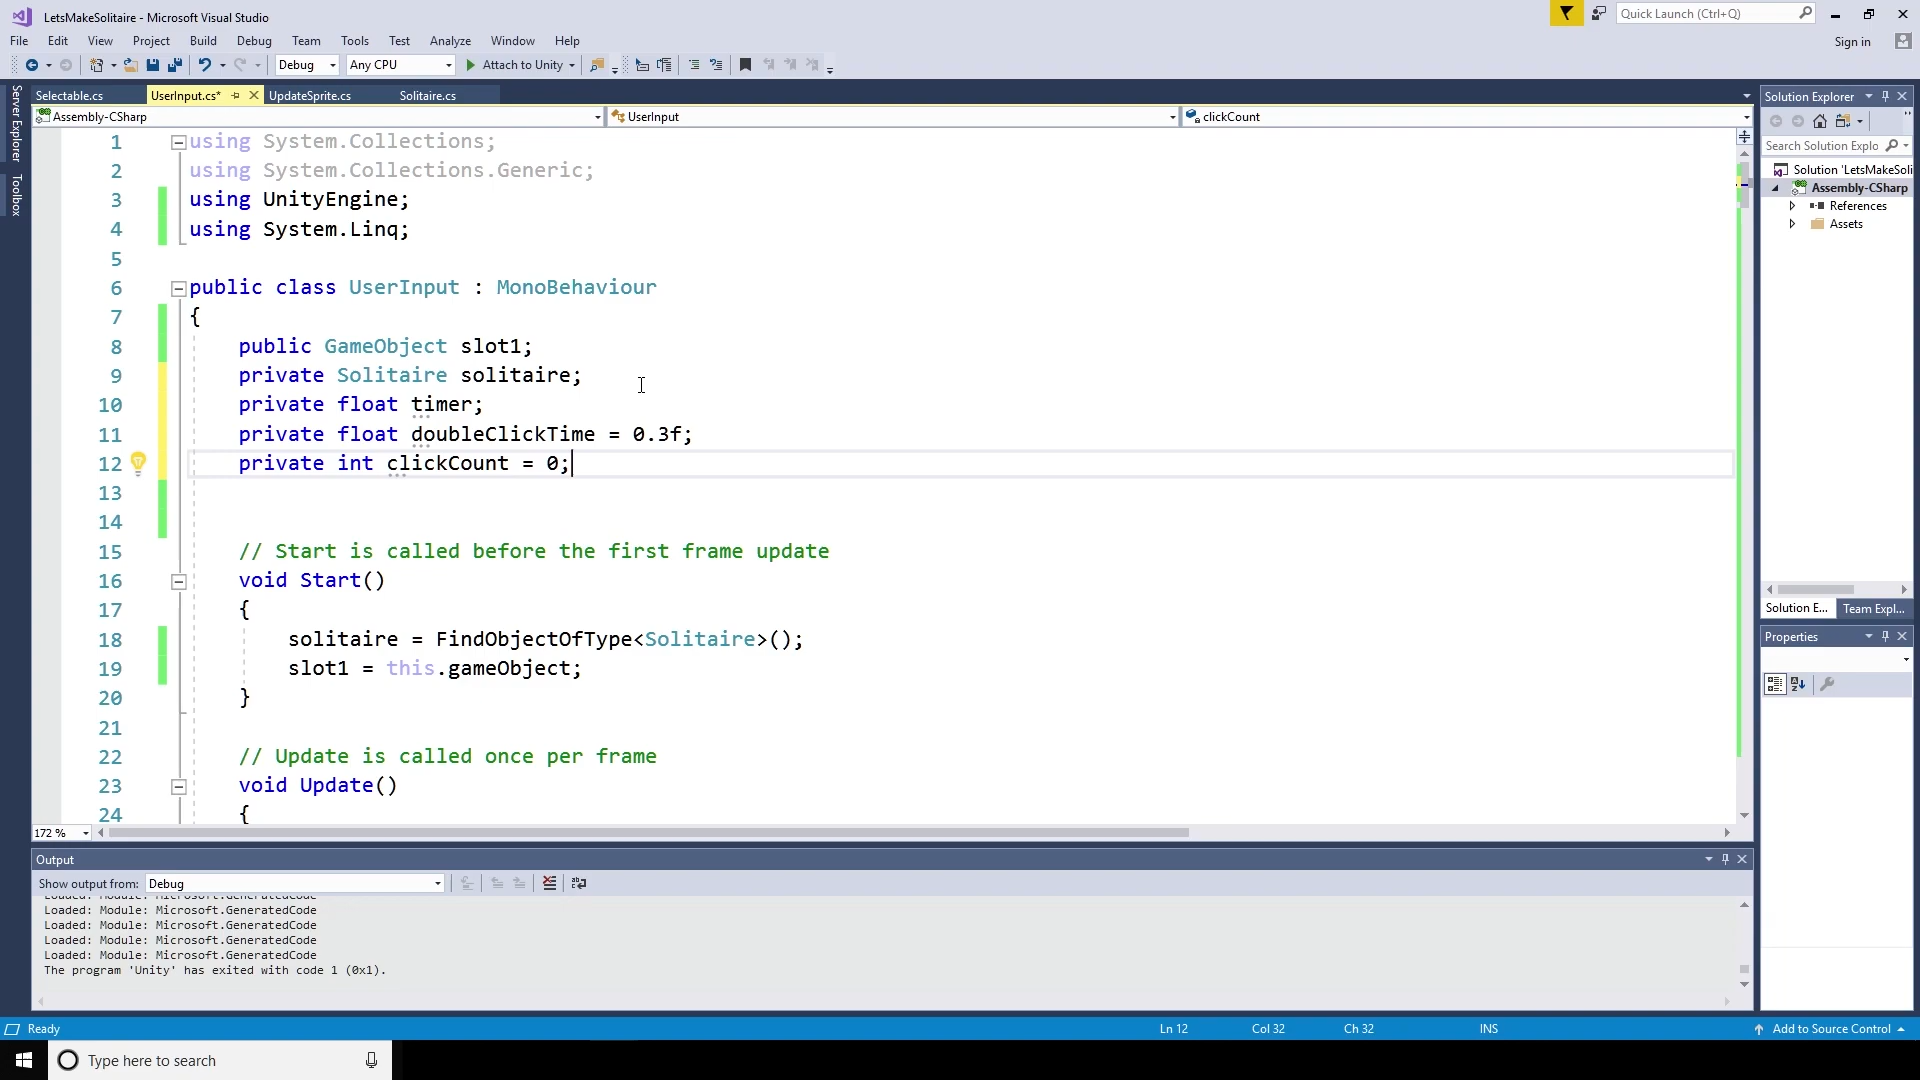 LetsMakeSolitaire - Microsoft Visual Studio
Quick Launch (Ctrl+Q)
File Edit View Project Build Debug Team Tools Test Analyze Window Help
Sign in
Debug Any CPU Attach to Unity
Server Explorer
Toolbox
Selectable.cs UserInput.cs* UpdateSprite.cs Solitaire.cs
Assembly-CSharp UserInput clickCount
1 using System.Collections;
2 using System.Collections.Generic;
3 using UnityEngine;
4 using System.Linq;
5
6 public class UserInput : MonoBehaviour
7 {
8 public GameObject slot1;
9 private Solitaire solitaire;
10 private float timer;
11 private float doubleClickTime = 0.3f;
12 private int clickCount = 0;
13
14
15 // Start is called before the first frame update
16 void Start()
17 {
18 solitaire = FindObjectOfType<Solitaire>();
19 slot1 = this.gameObject;
20 }
21
22 // Update is called once per frame
23 void Update()
24 {
172 %
Solution Explorer
Search Solution Explo
Solution 'LetsMakeSoli
Assembly-CSharp
References
Assets
Solution E... Team Expl...
Properties
Output
Show output from: Debug
Loaded: Module: Microsoft.GeneratedCode
Loaded: Module: Microsoft.GeneratedCode
Loaded: Module: Microsoft.GeneratedCode
Loaded: Module: Microsoft.GeneratedCode
Loaded: Module: Microsoft.GeneratedCode
The program 'Unity' has exited with code 1 (0x1).
Ready Ln 12 Col 32 Ch 32 INS Add to Source Control
Type here to search